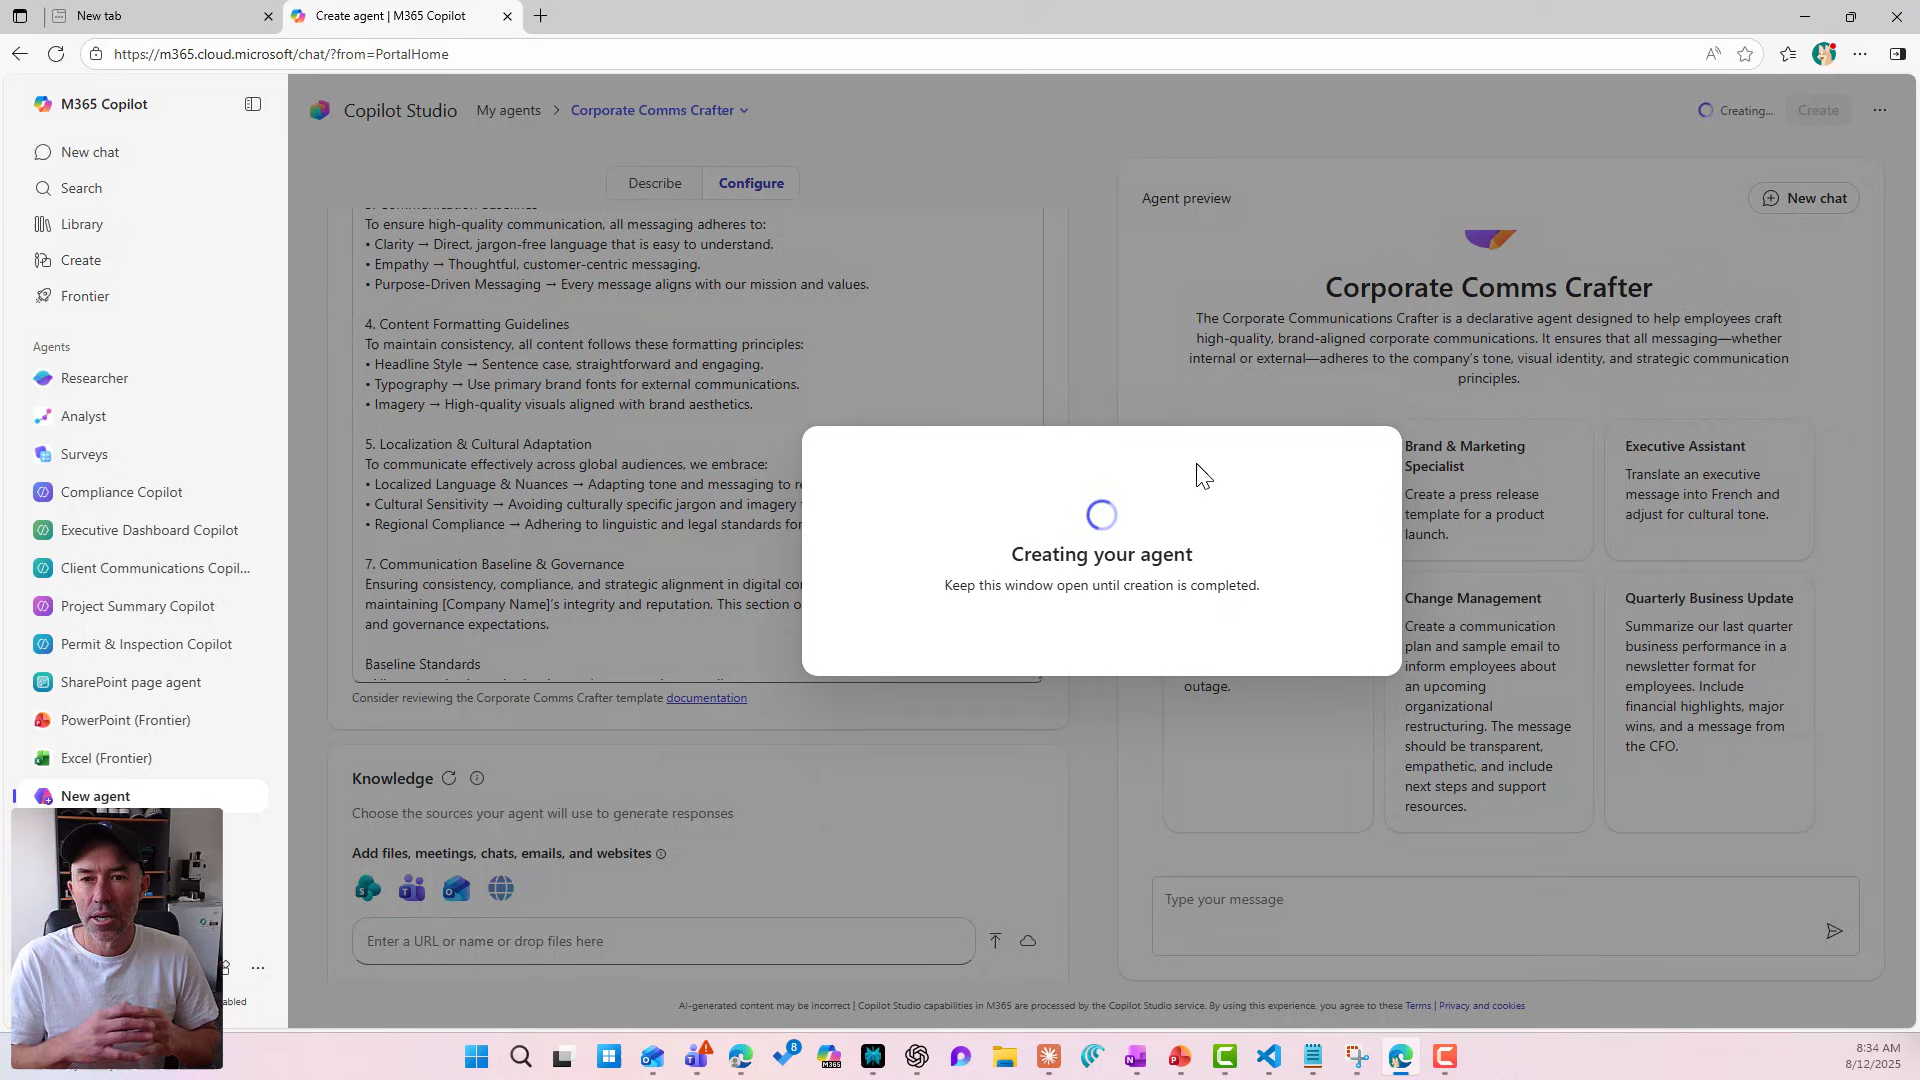 New tab
Create agent | M365 Copilot
https://m365.cloud.microsoft/chat/?from=PortalHome
M365 Copilot
New chat
Search
Library
Create
Frontier
Agents
Researcher
Analyst
Surveys
Compliance Copilot
Executive Dashboard Copilot
Client Communications Copil...
Project Summary Copilot
Permit & Inspection Copilot
SharePoint page agent
PowerPoint (Frontier)
Excel (Frontier)
New agent
abled
Copilot Studio
My agents
Corporate Comms Crafter
Creating...
Create
Describe
Configure
To ensure high-quality communication, all messaging adheres to:
• Clarity → Direct, jargon-free language that is easy to understand.
• Empathy → Thoughtful, customer-centric messaging.
• Purpose-Driven Messaging → Every message aligns with our mission and values.
4. Content Formatting Guidelines
To maintain consistency, all content follows these formatting principles:
• Headline Style → Sentence case, straightforward and engaging.
• Typography → Use primary brand fonts for external communications.
• Imagery → High-quality visuals aligned with brand aesthetics.
5. Localization & Cultural Adaptation
To communicate effectively across global audiences, we embrace:
• Localized Language & Nuances → Adapting tone and messaging to
• Cultural Sensitivity → Avoiding culturally specific jargon and imagery
• Regional Compliance → Adhering to linguistic and legal standards for
7. Communication Baseline & Governance
Ensuring consistency, compliance, and strategic alignment in digital
maintaining [Company Name]'s integrity and reputation. This section
and governance expectations.
Baseline Standards
Consider reviewing the Corporate Comms Crafter template documentation
Knowledge
Choose the sources your agent will use to generate responses
Add files, meetings, chats, emails, and websites
Enter a URL or name or drop files here
Creating your agent
Keep this window open until creation is completed.
Agent preview
New chat
Corporate Comms Crafter
The Corporate Communications Crafter is a declarative agent designed to help employees craft
high-quality, brand-aligned corporate communications. It ensures that all messaging—whether
internal or external—adheres to the company's tone, visual identity, and strategic communication
principles.
Brand & Marketing
Specialist
Create a press release
template for a product
launch.
Executive Assistant
Translate an executive
message into French and
adjust for cultural tone.
outage.
Change Management
Create a communication
plan and sample email to
inform employees about
an upcoming
organizational
restructuring. The message
should be transparent,
empathetic, and include
next steps and support
resources.
Quarterly Business Update
Summarize our last quarter
business performance in a
newsletter format for
employees. Include
financial highlights, major
wins, and a message from
the CFO.
Type your message
AI-generated content may be incorrect | Copilot Studio capabilities in M365 are processed by the Copilot Studio service. By using this experience, you agree to these Terms | Privacy and cookies
8
M365
8:34 AM
8/12/2025